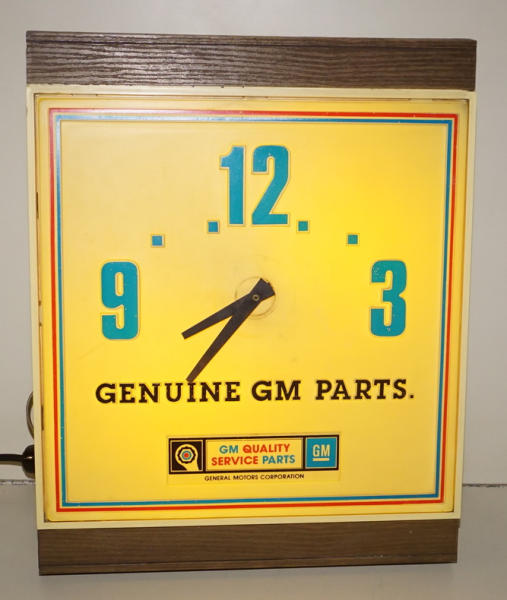 12
9 3
GENUINE GM PARTS.
GM QUALITY GM
SERVICE PARTS
GENERAL MOTORS CORPORATION